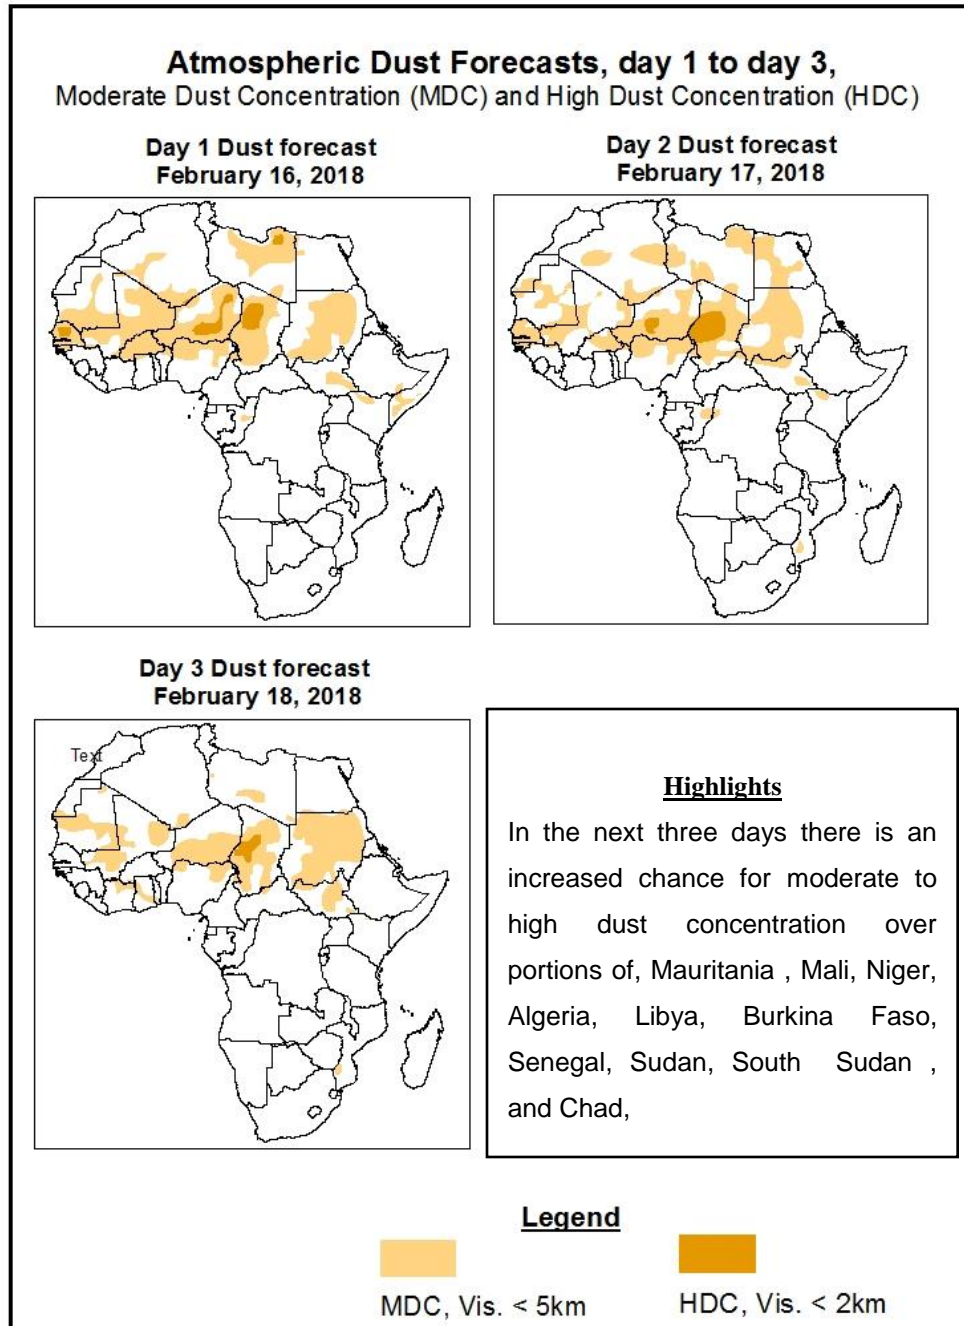 Atmospheric Dust Forecasts, day 1 to day 3,
Moderate Dust Concentration (MDC) and High Dust Concentration (HDC)
Day 1 Dust forecast
February 16, 2018
Day 2 Dust forecast
February 17, 2018
Day 3 Dust forecast
February 18, 2018
Text
Highlights
In the next three days there is an
increased chance for moderate to
high dust concentration over
portions of, Mauritania , Mali, Niger,
Algeria, Libya, Burkina Faso,
Senegal, Sudan, South Sudan ,
and Chad,
Legend
MDC, Vis. < 5km
HDC, Vis. < 2km